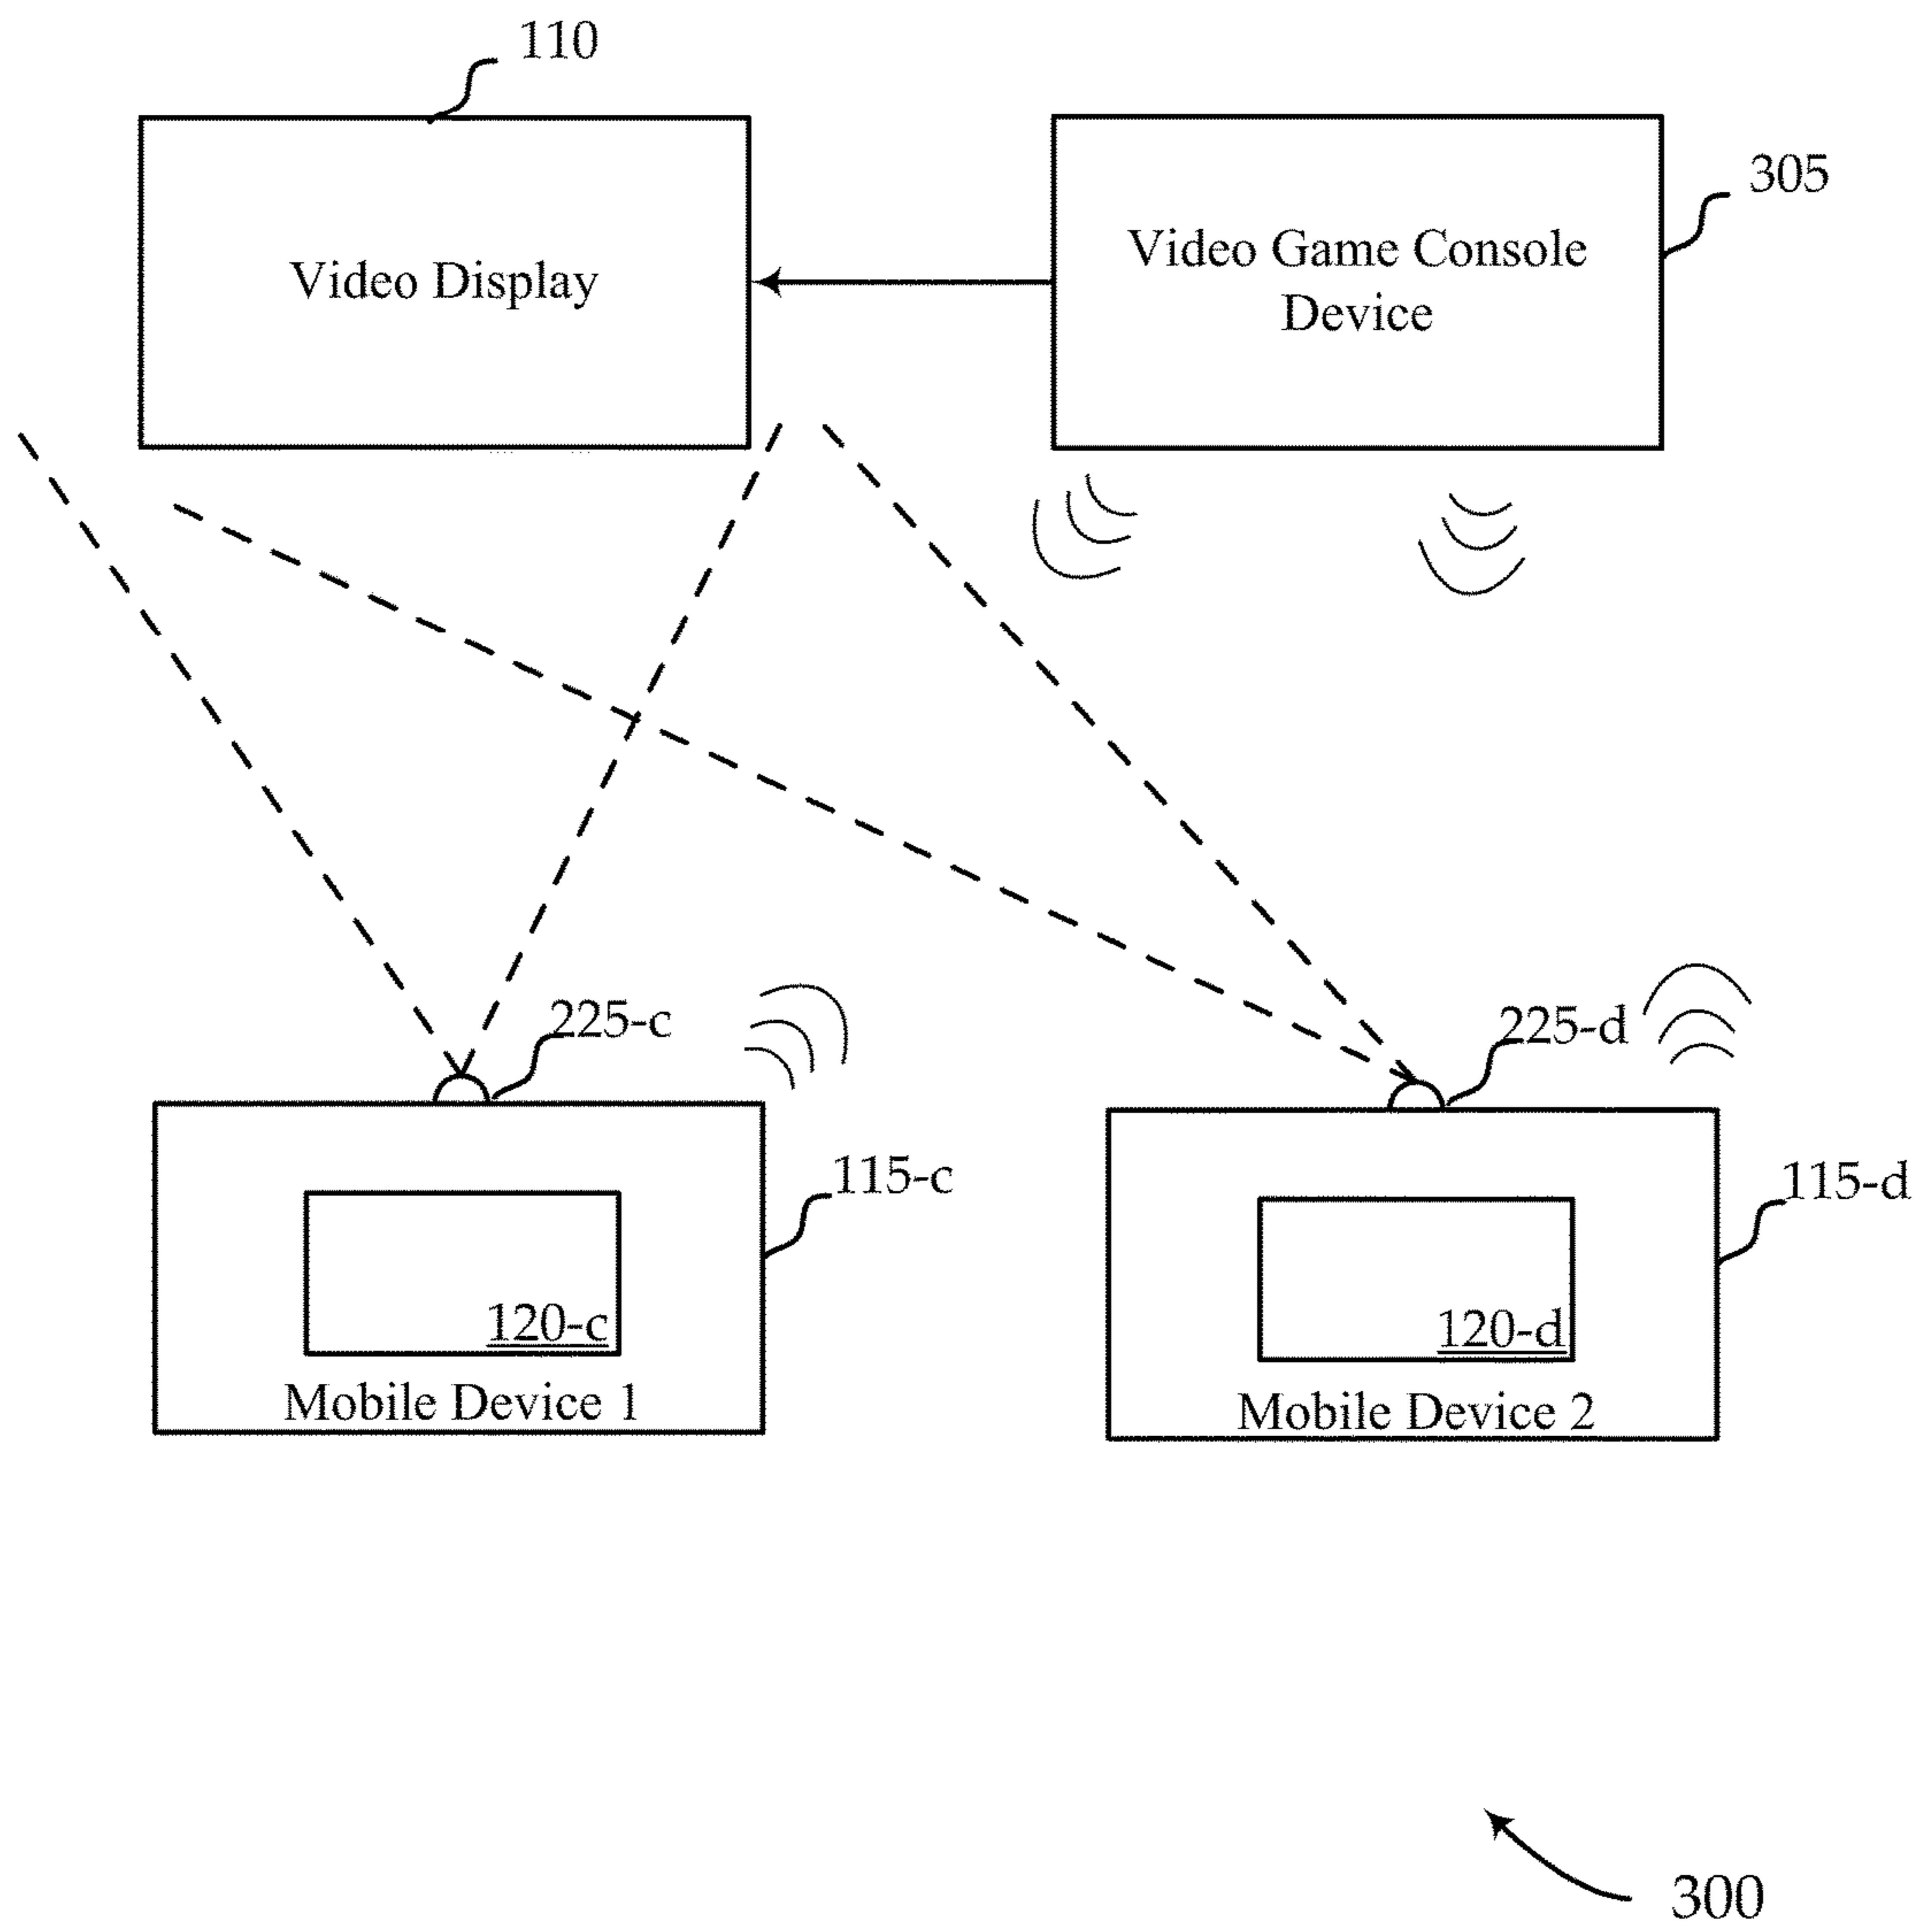 110
305
Video Display
Video Game Console
Device
225-c
225-d
115-c
115-d
120-c
120-d
Mobile Device 1
Mobile Device 2
300